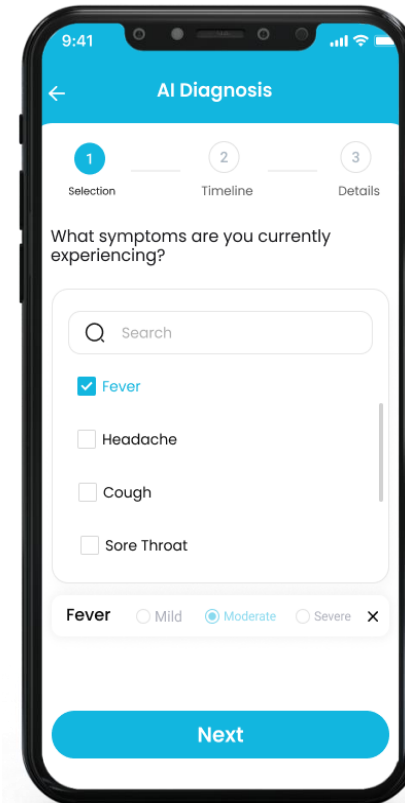 9:41
AI Diagnosis
1 2 3
Selection Timeline Details
What symptoms are you currently
experiencing?
Search
Fever
Headache
Cough
Sore Throat
Fever Mild Moderate Severe
Next